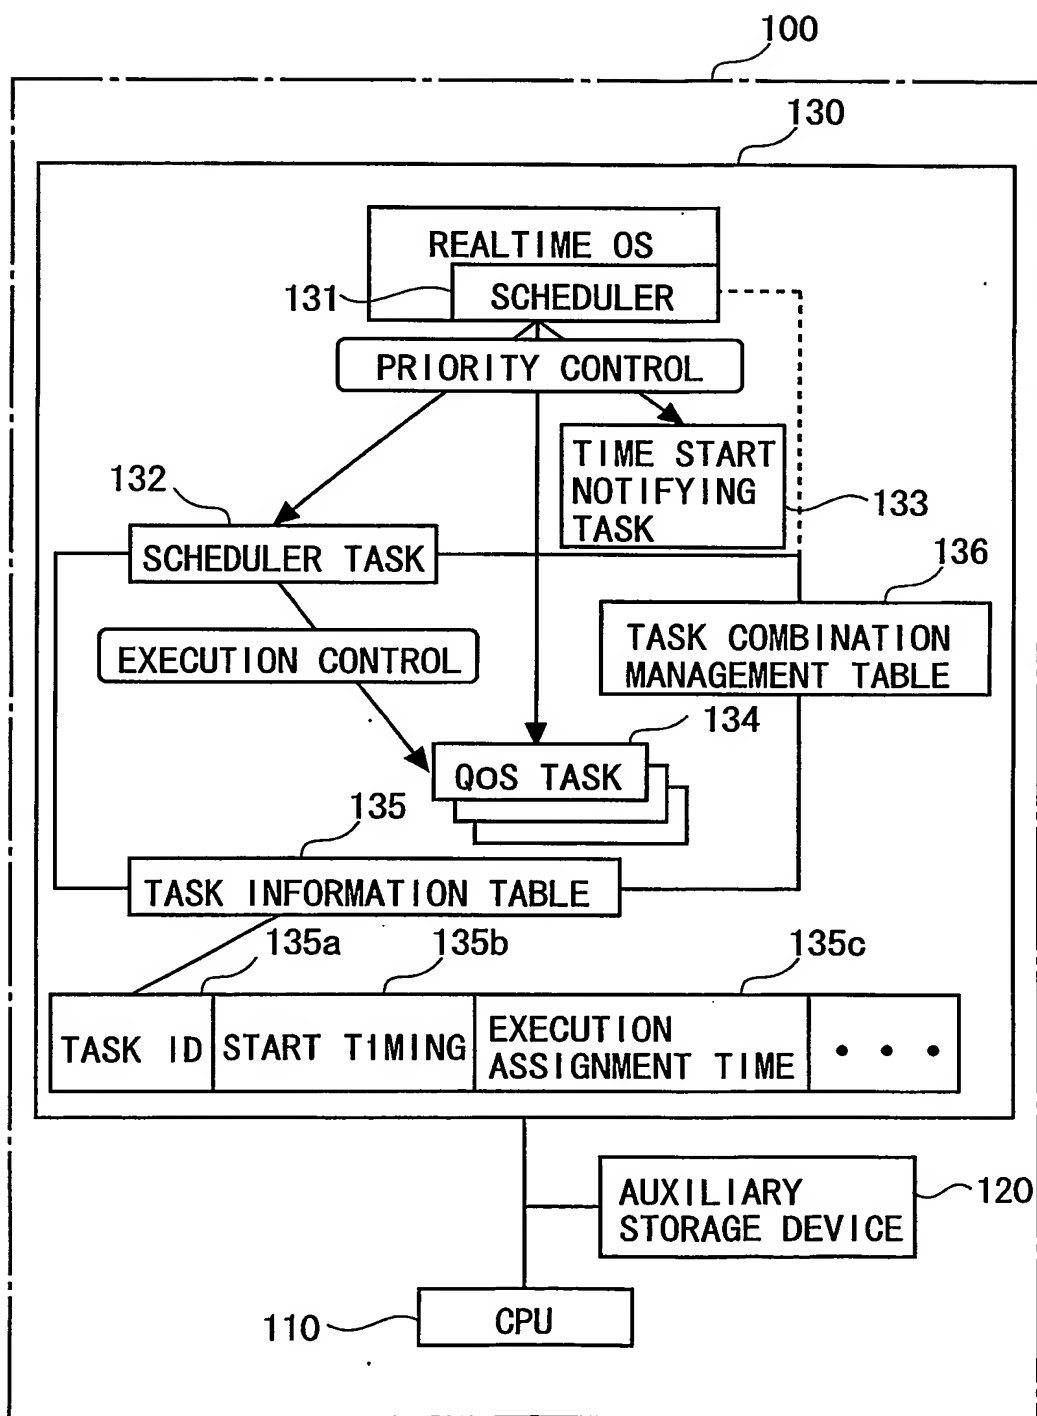 100
130
REALTIME OS
131
SCHEDULER
PRIORITY CONTROL
TIME START
NOTIFYING
TASK
133
132
SCHEDULER TASK
136
EXECUTION CONTROL
TASK COMBINATION
MANAGEMENT TABLE
134
QoS TASK
135
TASK INFORMATION TABLE
135a
135b
135c
TASK ID
START TIMING
EXECUTION
ASSIGNMENT TIME
• • •
AUXILIARY
STORAGE DEVICE
120
110
CPU